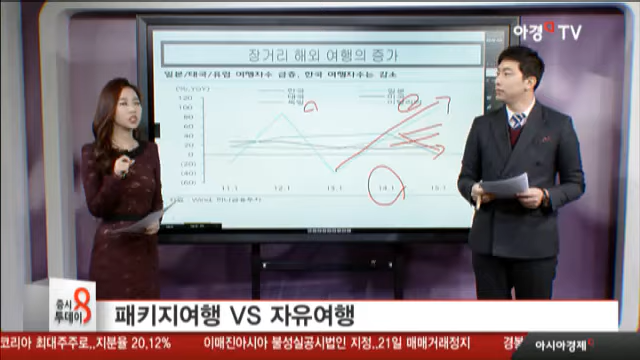 아경 TV
장거리 해외 여행의 증가
일본/태국/유럽 여행자수 급증, 한국 여행자수는 감소
(%,YoY)
120
100
80
60
40
20
0
(20)
(40)
(60)
11.1
12.1
13.1
14.1
15.1
증시
투데이
8
패키지여행 VS 자유여행
코리아 최대주주로..지분율 20.12%
이매진아시아 불성실공시법인 지정..21일 매매거래정지
아시아경제